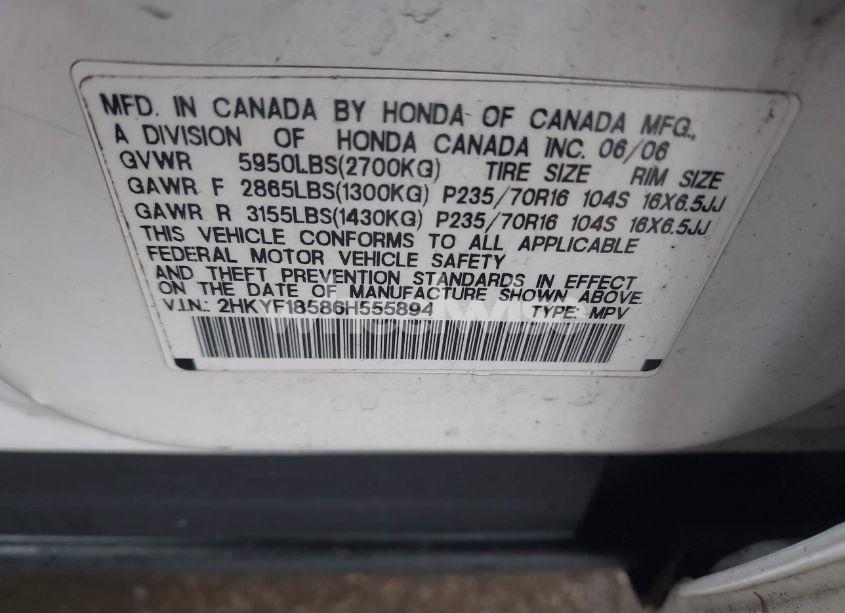 MFD. IN CANADA BY HONDA OF CANADA MFG.,
A DIVISION OF HONDA CANADA INC. 06/06
GVWR 5950LBS(2700KG) TIRE SIZE RIM SIZE
GAWR F 2865LBS(1300KG) P235/70R16 104S 16X6.5JJ
GAWR R 3155LBS(1430KG) P235/70R16 104S 16X6.5JJ
THIS VEHICLE CONFORMS TO ALL APPLICABLE
FEDERAL MOTOR VEHICLE SAFETY
AND THEFT PREVENTION STANDARDS IN EFFECT
ON THE DATE OF MANUFACTURE SHOWN ABOVE.
V.I.N.: 2HKYF18586H555894 TYPE: MPV